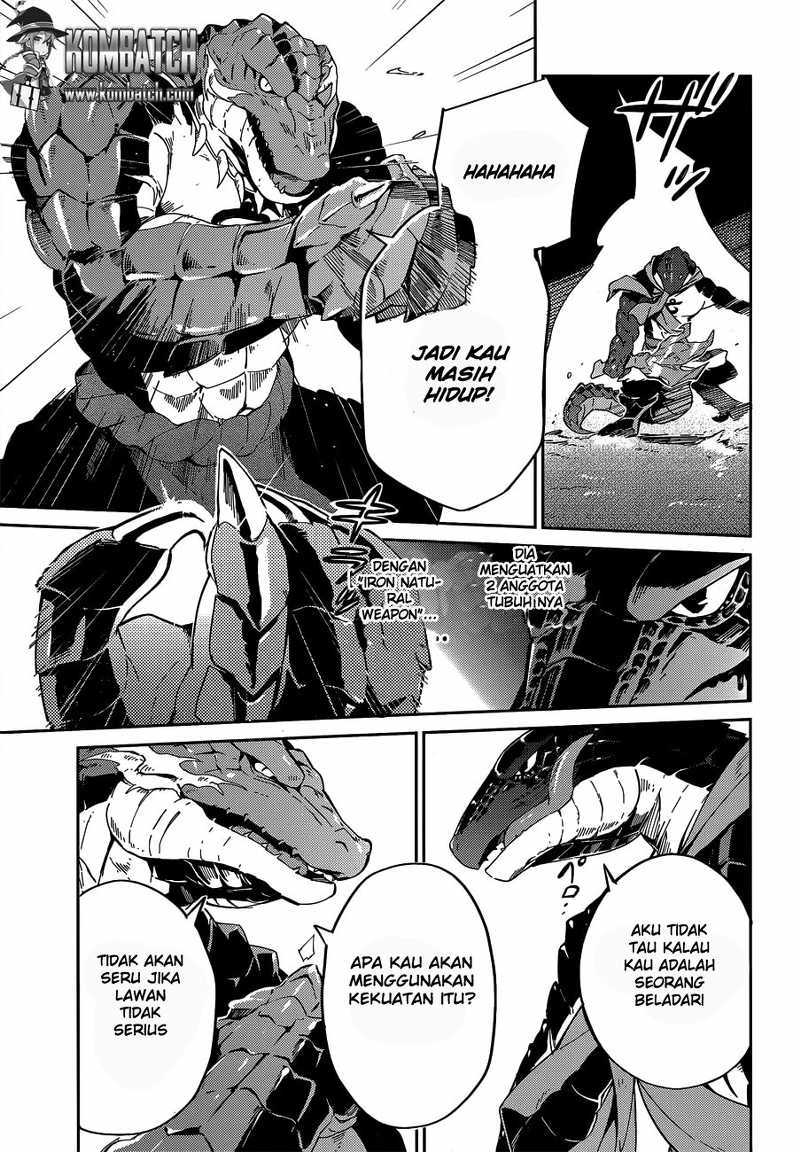 KOMBATCH
www.kombatch.com
HAHAHAHA
JADI KAU
MASIH
HIDUP!
DIA
MENGUATKAN
2 ANGGOTA
TUBUH NYA
DENGAN
"IRON NATU-
RAL
WEAPON"...
..
AKU TIDAK
TAU KALAU
KAU ADALAH
SEORANG
BELADARI
APA KAU AKAN
MENGGUNAKAN
KEKUATAN ITU?
TIDAK AKAN
SERU JIKA
LAWAN
TIDAK
SERIUS